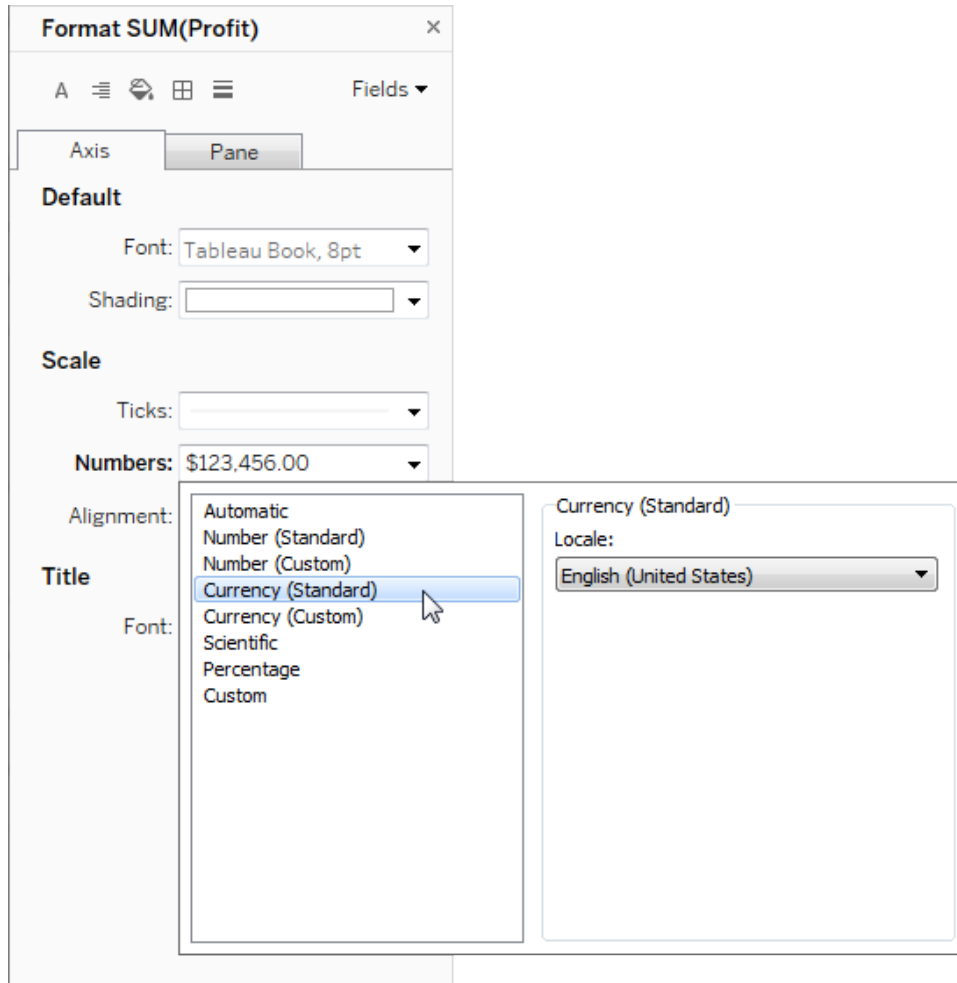 Format SUM(Profit) ×
A Fields
Axis Pane
Default
Font: Tableau Book, 8pt
Shading:
Scale
Ticks:
Numbers: $123,456.00
Alignment:
Title
Font:
Automatic
Number (Standard)
Number (Custom)
Currency (Standard)
Currency (Custom)
Scientific
Percentage
Custom
Currency (Standard)
Locale:
English (United States)